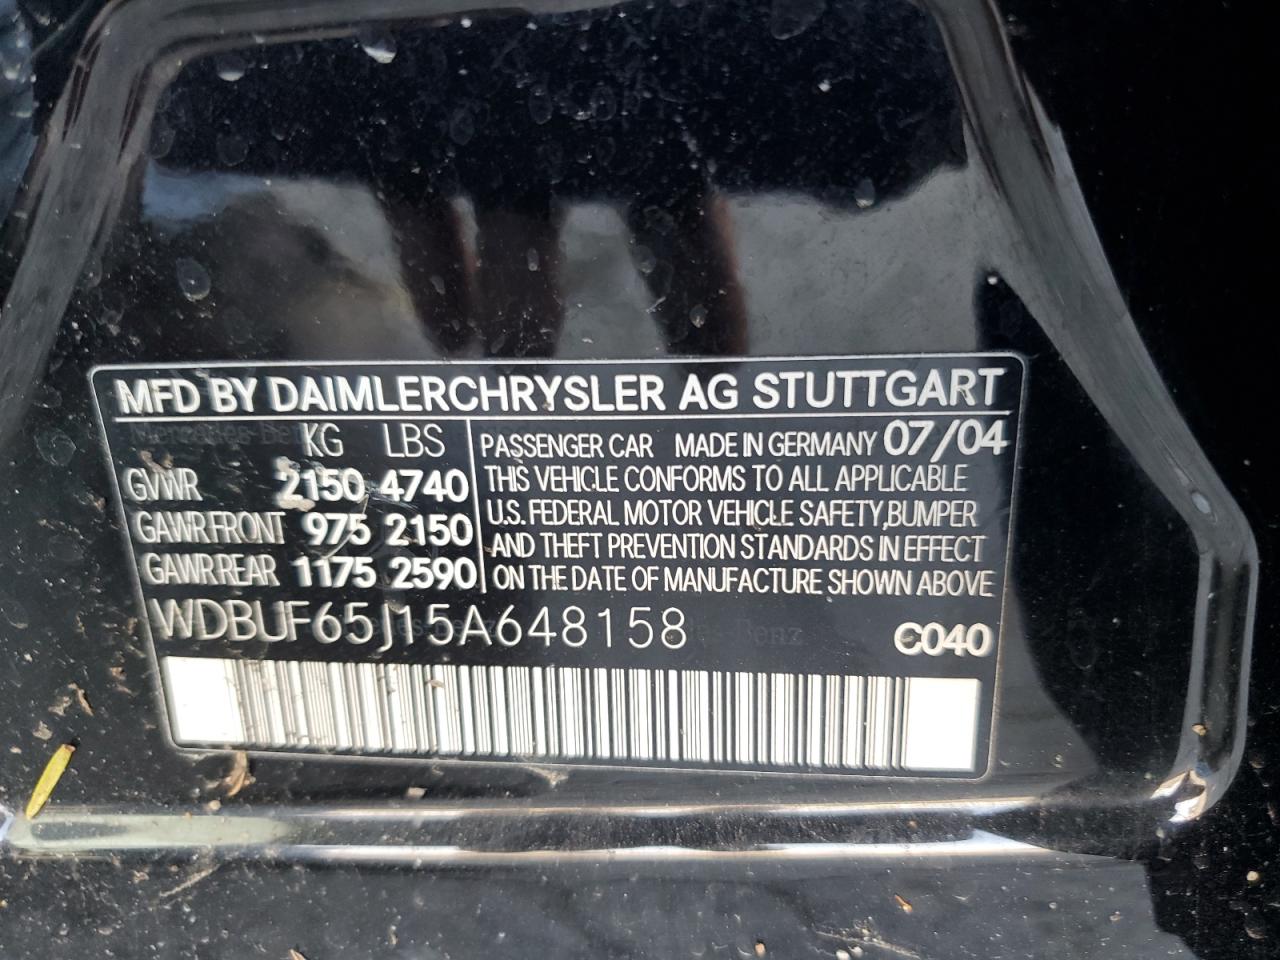 MFD BY DAIMLERCHRYSLER AG STUTTGART
KG LBS
GVWR 2150 4740
GAWR FRONT 975 2150
GAWR REAR 1175 2590
PASSENGER CAR MADE IN GERMANY 07/04
THIS VEHICLE CONFORMS TO ALL APPLICABLE
U.S. FEDERAL MOTOR VEHICLE SAFETY, BUMPER
AND THEFT PREVENTION STANDARDS IN EFFECT
ON THE DATE OF MANUFACTURE SHOWN ABOVE
WDBUF65J15A648158 C040